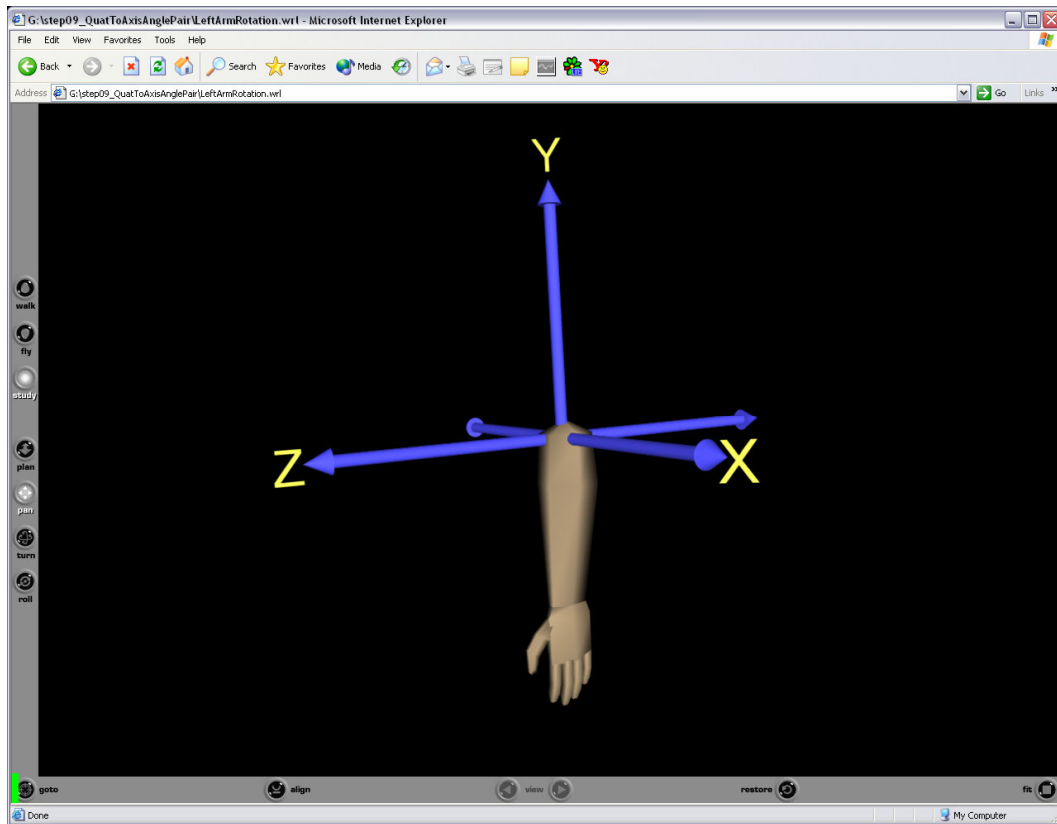 G:\step09_QuatToAxisAnglePair\LeftArmRotation.wrl - Microsoft Internet Explorer
File Edit View Favorites Tools Help
Back Search Favorites Media
Address G:\step09_QuatToAxisAnglePair\LeftArmRotation.wrl Go Links »
Y
Z
X
walk
fly
study
plan
pan
turn
roll
goto align view restore fit
Done My Computer